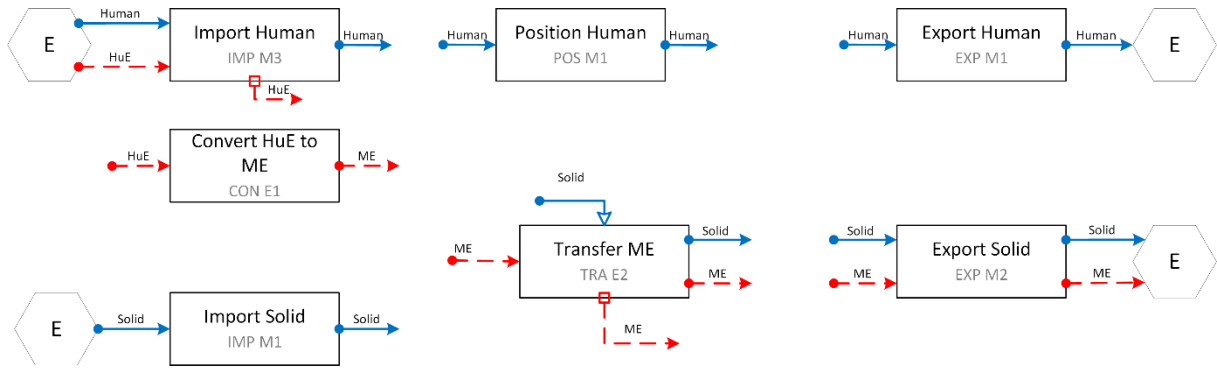 E
Human
HuE
Import Human
IMP M3
Human
HuE
Human
Position Human
POS M1
Human
Human
Export Human
EXP M1
Human
E
HuE
Convert HuE to
ME
CON E1
ME
Solid
ME
Transfer ME
TRA E2
Solid
ME
ME
Solid
ME
Export Solid
EXP M2
Solid
ME
E
E
Solid
Import Solid
IMP M1
Solid